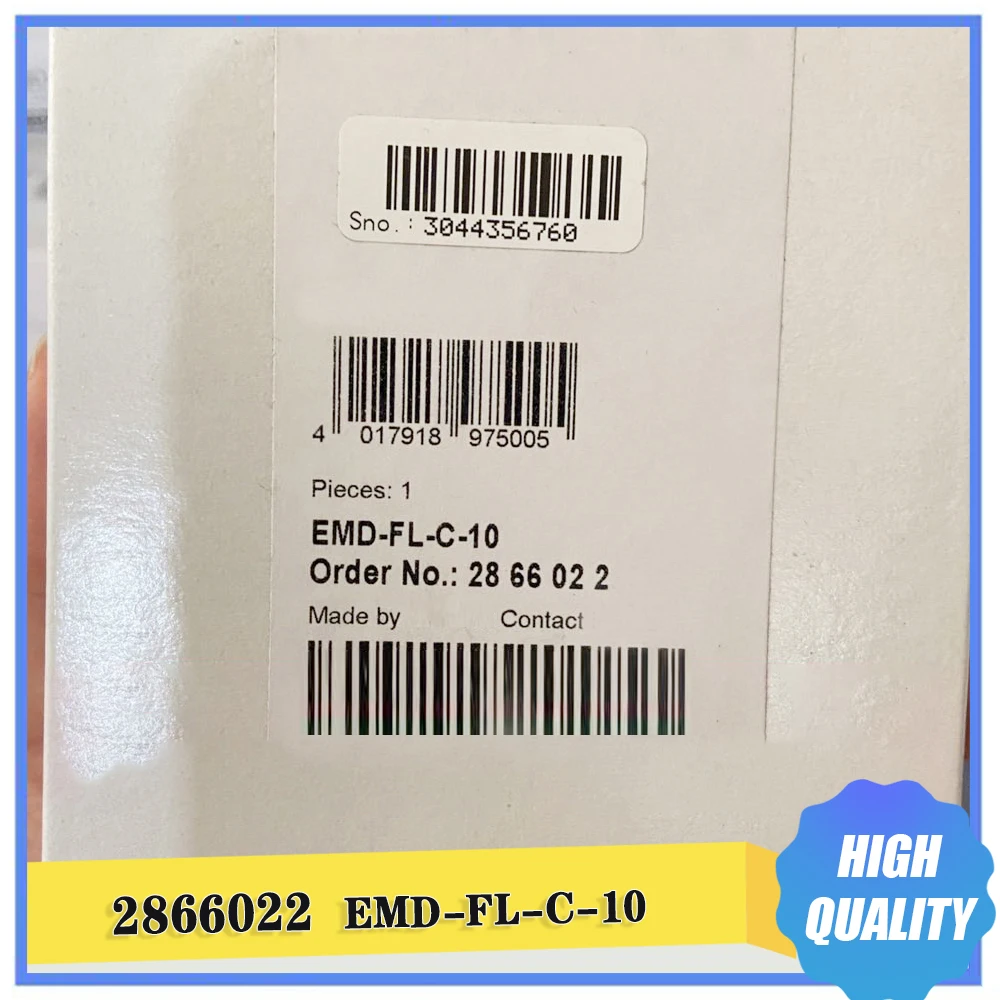 Sno.: 3044356760
4 017918 975005
Pieces: 1
EMD-FL-C-10
Order No.: 28 66 02 2
Made by Contact
2866022 EMD-FL-C-10
HIGH
QUALITY